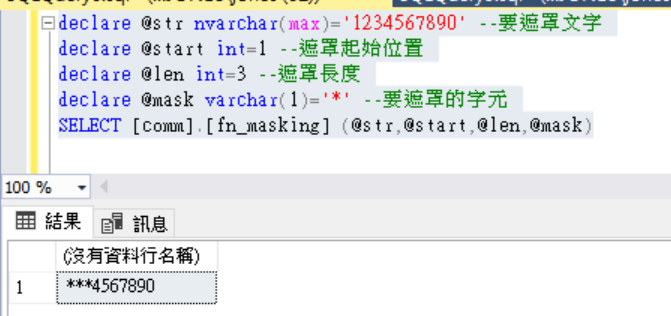 declare @str nvarchar(max)='1234567890' --要遮罩文字
declare @start int=1 --遮罩起始位置
declare @len int=3 --遮罩長度
declare @mask varchar(1)='*' --要遮罩的字元
SELECT [comm].[fn_masking] (@str,@start,@len,@mask)
100 %
結果 訊息
(沒有資料行名稱)
1 ***4567890